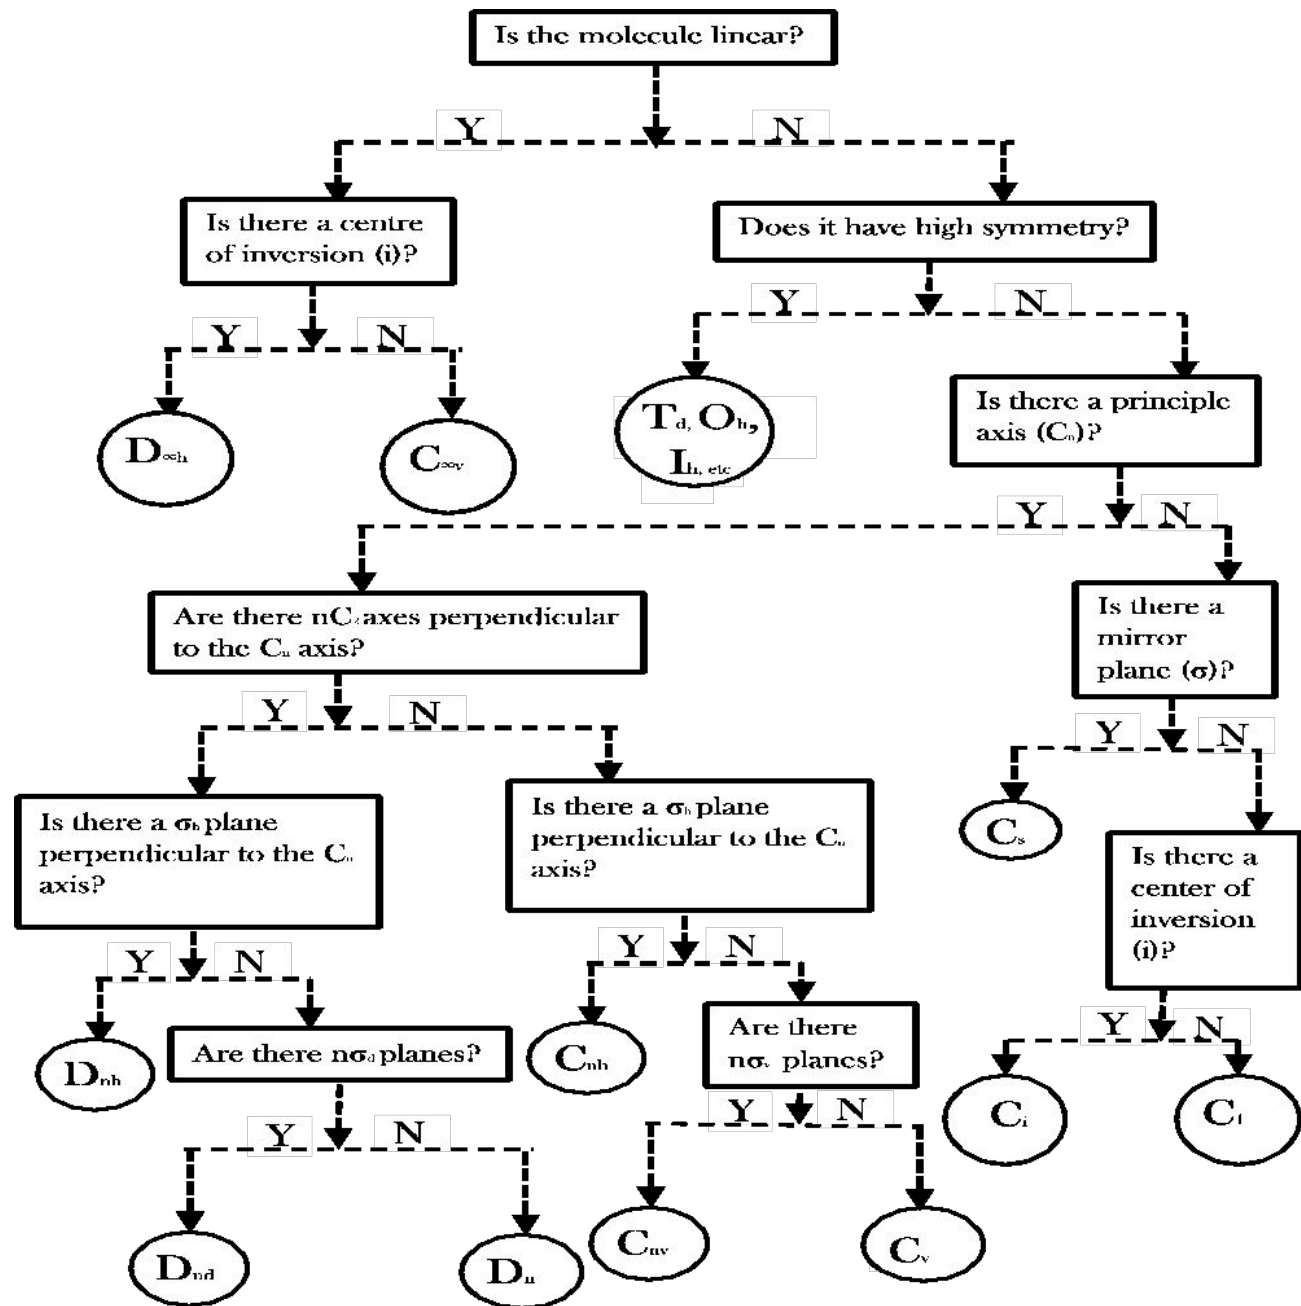 Is the molecule linear?
Y
N
Is there a centre
of inversion (i)?
Does it have high symmetry?
Y
N
Y
N
D∞h
C∞v
Td, Oh,
Ih, etc
Is there a principle
axis (Cn)?
Y
N
Are there nC axes perpendicular
to the Cn axis?
Is there a
mirror
plane (σ)?
Y
N
Y
N
Is there a σh plane
perpendicular to the Cn
axis?
Is there a σh plane
perpendicular to the Cn
axis?
Cs
Is there a
center of
inversion
(i)?
Y
N
Y
N
Y
N
Dnh
Are there nσd planes?
Cnh
Are there
nσv planes?
Ci
C1
Y
N
Y
N
Dnd
Dn
Cnv
Cv